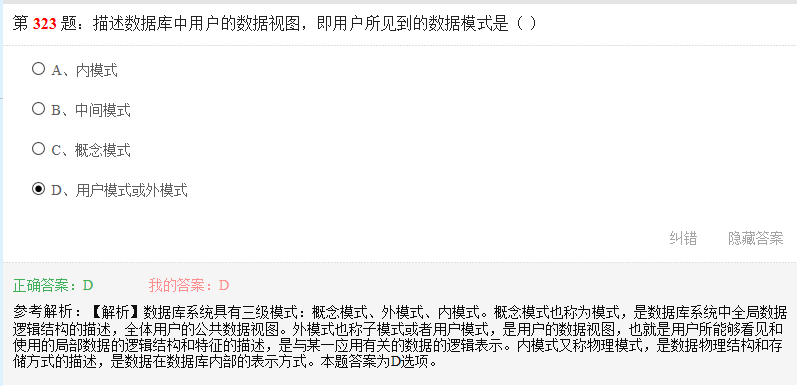 第 323 题：描述数据库中用户的数据视图，即用户所见到的数据模式是（ ）
A、内模式
B、中间模式
C、概念模式
D、用户模式或外模式
纠错 隐藏答案
正确答案：D 我的答案：D
参考解析：【解析】数据库系统具有三级模式：概念模式、外模式、内模式。概念模式也称为模式，是数据库系统中全局数据
逻辑结构的描述，全体用户的公共数据视图。外模式也称子模式或者用户模式，是用户的数据视图，也就是用户所能够看见和
使用的局部数据的逻辑结构和特征的描述，是与某一应用有关的数据的逻辑表示。内模式又称物理模式，是数据物理结构和存
储方式的描述，是数据在数据库内部的表示方式。本题答案为D选项。